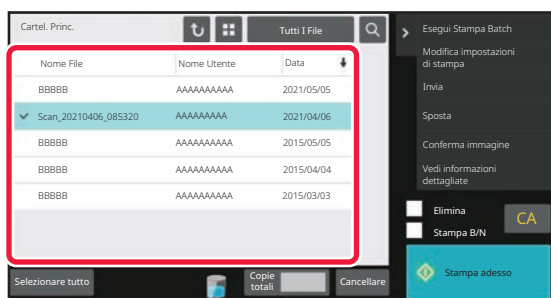 Cartel. Princ.
Tutti I File
Nome File Nome Utente Data
BBBBB AAAAAAAAAA 2021/05/05
Scan_20210406_085320 AAAAAAAAA 2021/04/06
BBBBB AAAAAAAAAA 2015/05/05
BBBBB AAAAAAAAAA 2015/04/04
BBBBB AAAAAAAAAA 2015/03/03
Selezionare tutto
Copie
totali
Cancellare
Esegui Stampa Batch
Modifica impostazioni
di stampa
Invia
Sposta
Conferma immagine
Vedi informazioni
dettagliate
Elimina
Stampa B/N
CA
Stampa adesso